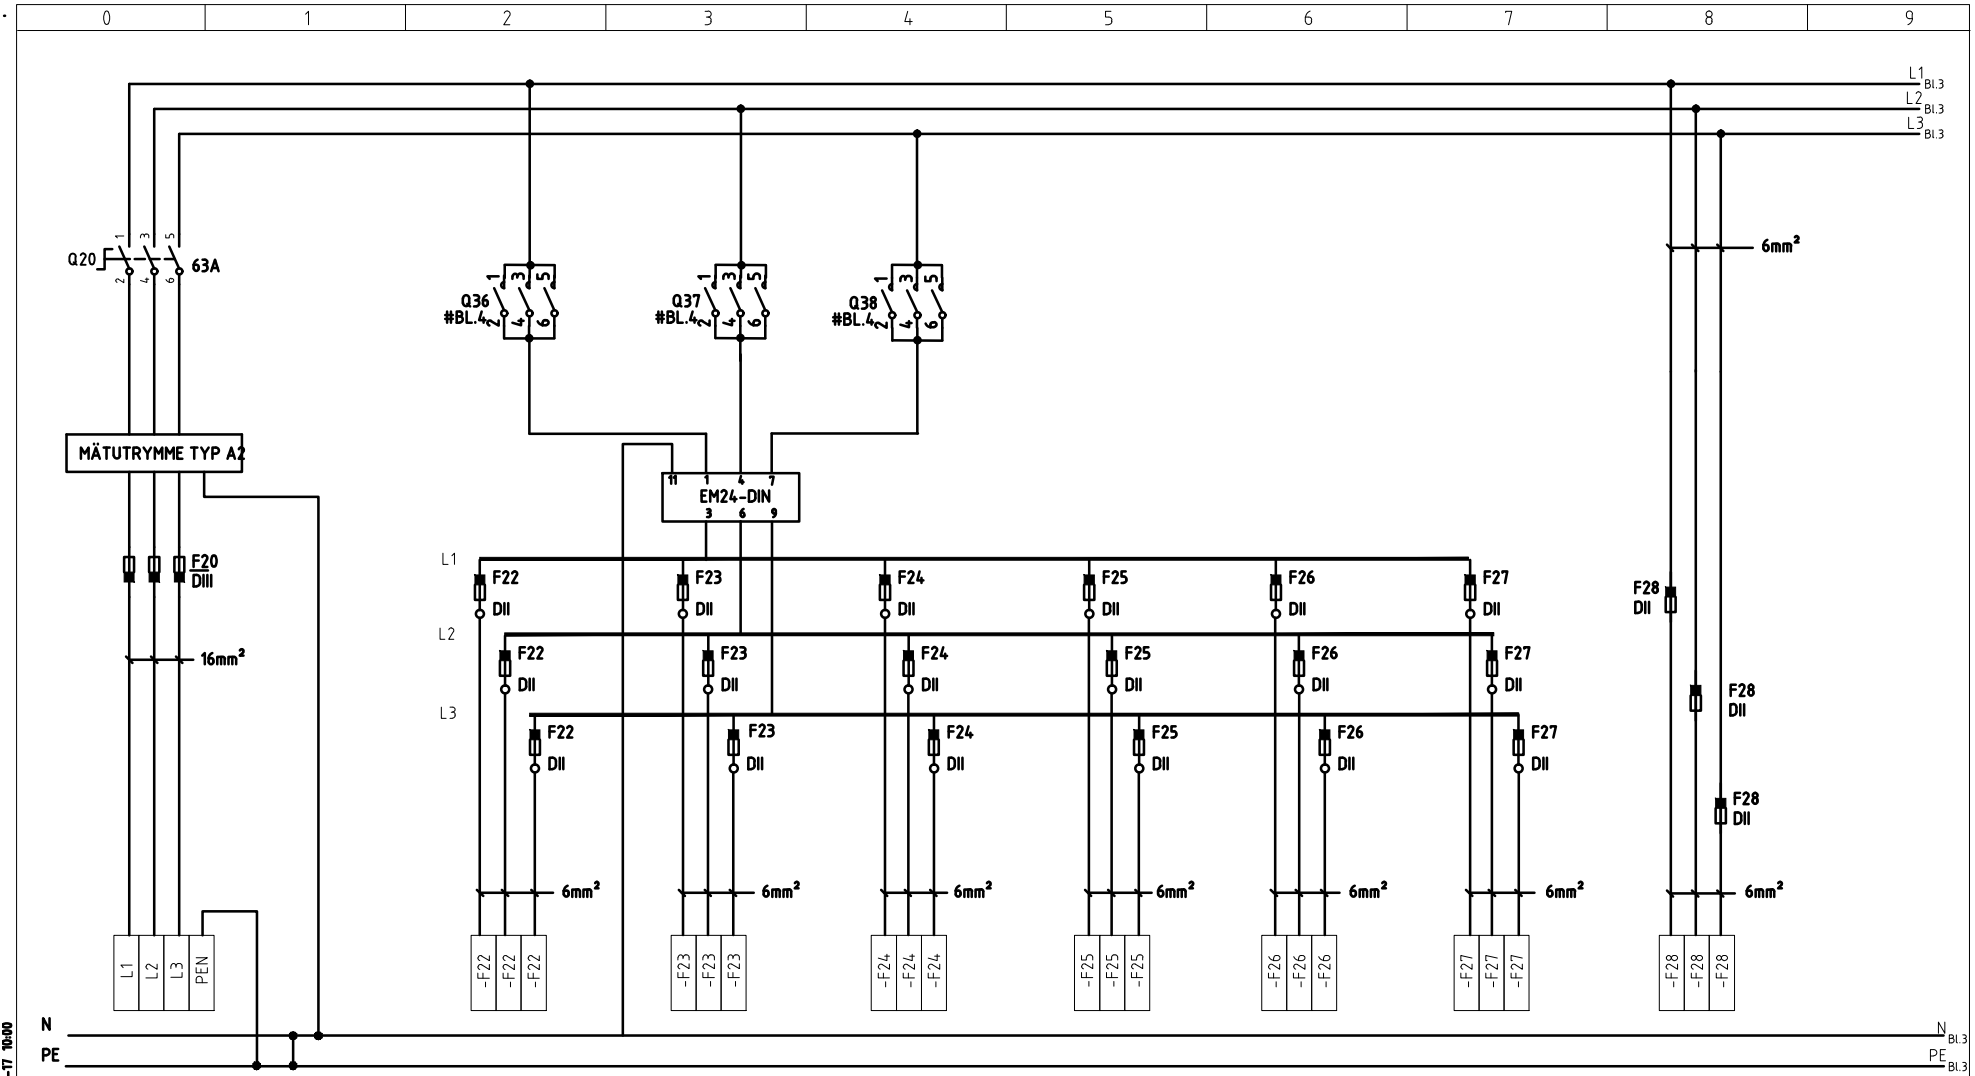 0 1 2 3 4 5 6 7 8 9
L1 Bl.3
L2 Bl.3
L3 Bl.3
1 3 5
Q20 63A
2 4 6
6mm²
1 3 5
Q36
#BL.4
2 4 6
1 3 5
Q37
#BL.4
2 4 6
1 3 5
Q38
#BL.4
2 4 6
MÄTUTRYMME TYP A2
11 1 4 7
EM24-DIN
3 6 9
F20
DIII
16mm²
L1
F22 F23 F24 F25 F26 F27
DII DII DII DII DII DII
F28
DII
L2
F22 F23 F24 F25 F26 F27
DII DII DII DII DII DII
F28
DII
L3
F22 F23 F24 F25 F26 F27
DII DII DII DII DII DII
F28
DII
6mm² 6mm² 6mm² 6mm² 6mm² 6mm² 6mm²
L1 L2 L3 PEN
-F22 -F22 -F22
-F23 -F23 -F23
-F24 -F24 -F24
-F25 -F25 -F25
-F26 -F26 -F26
-F27 -F27 -F27
-F28 -F28 -F28
N N Bl.3
PE PE Bl.3
-17 10:00